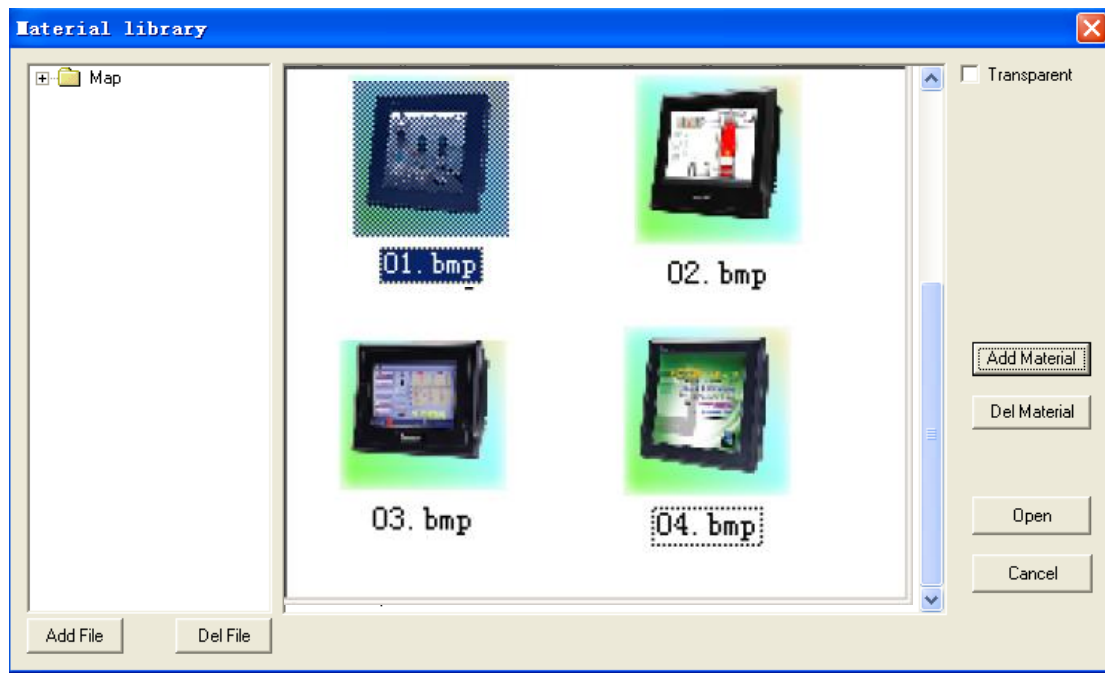 Material library
Map
Transparent
01.bmp
02.bmp
03.bmp
04.bmp
Add Material
Del Material
Open
Cancel
Add File
Del File